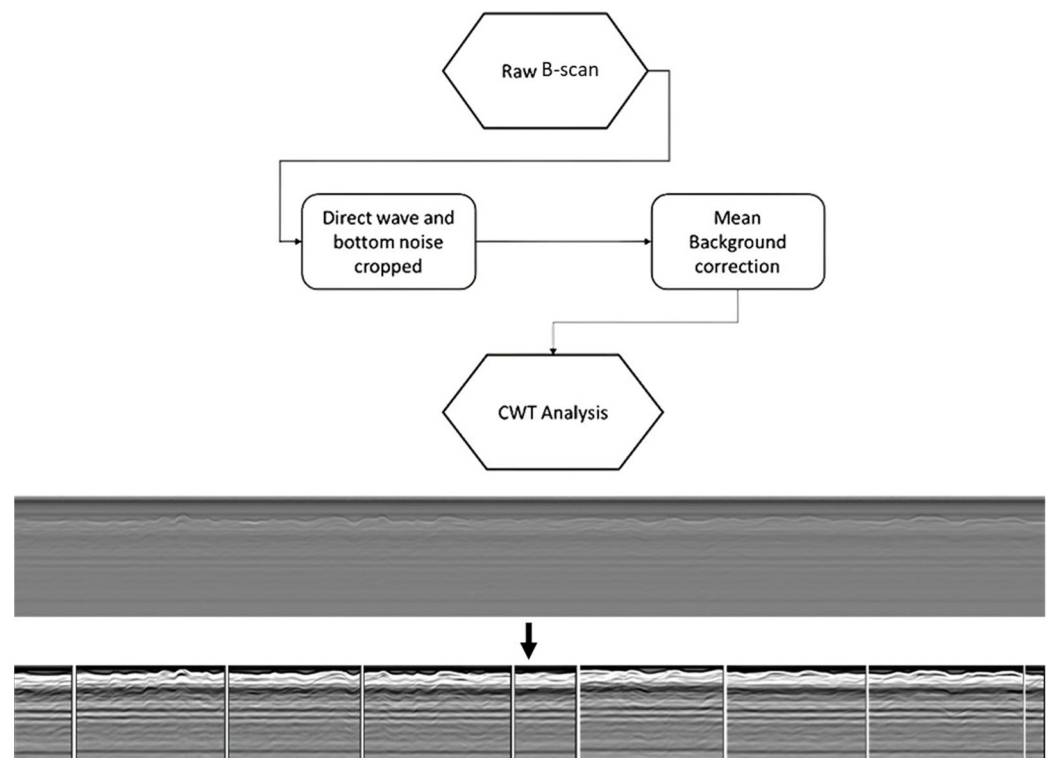 Raw B-scan
Direct wave and
bottom noise
cropped
Mean
Background
correction
CWT Analysis